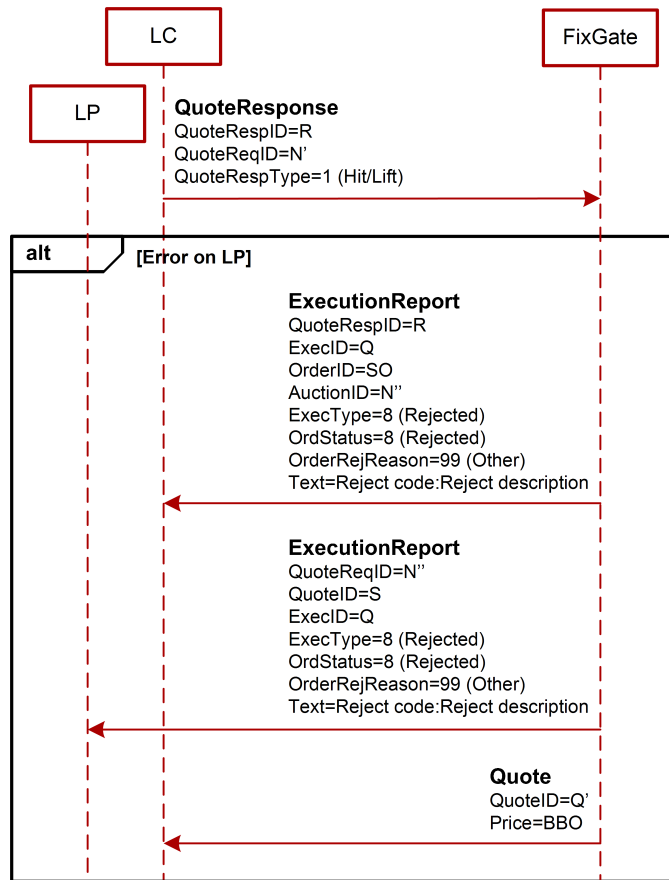 LC
FixGate
LP
QuoteResponse
QuoteRespID=R
QuoteReqID=N’
QuoteRespType=1 (Hit/Lift)
alt
[Error on LP]
ExecutionReport
QuoteRespID=R
ExecID=Q
OrderID=SO
AuctionID=N’’
ExecType=8 (Rejected)
OrdStatus=8 (Rejected)
OrderRejReason=99 (Other)
Text=Reject code:Reject description
ExecutionReport
QuoteReqID=N’’
QuoteID=S
ExecID=Q
ExecType=8 (Rejected)
OrdStatus=8 (Rejected)
OrderRejReason=99 (Other)
Text=Reject code:Reject description
Quote
QuoteID=Q’
Price=BBO